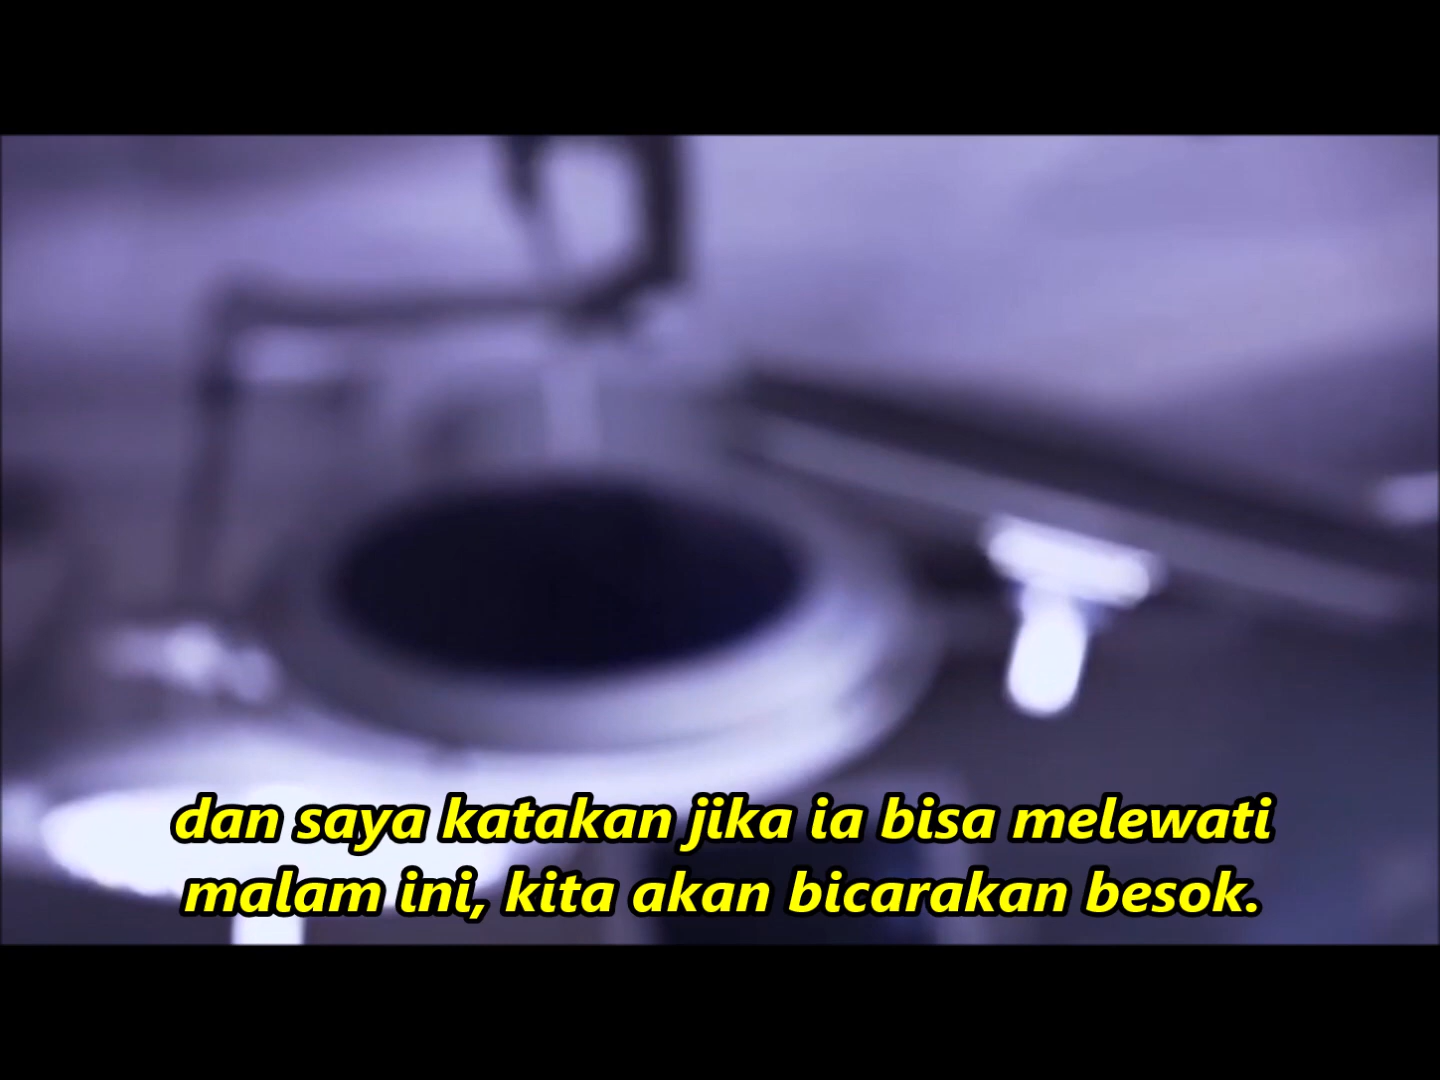 dan saya katakan jika ia bisa melewati
malam ini, kita akan bicarakan besok.